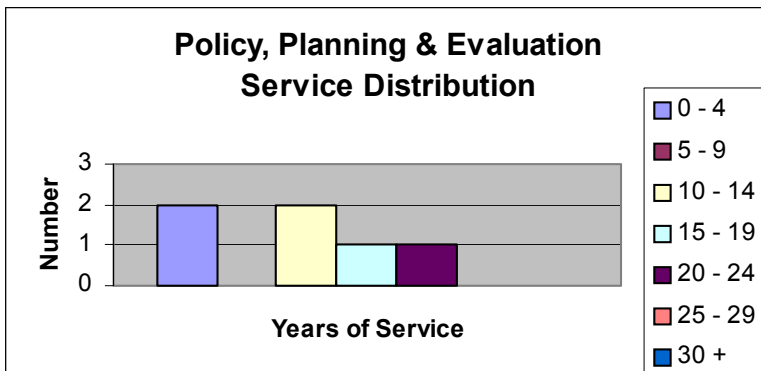 Policy, Planning & Evaluation
Service Distribution
3
2
1
0
Number
Years of Service
0 - 4
5 - 9
10 - 14
15 - 19
20 - 24
25 - 29
30 +